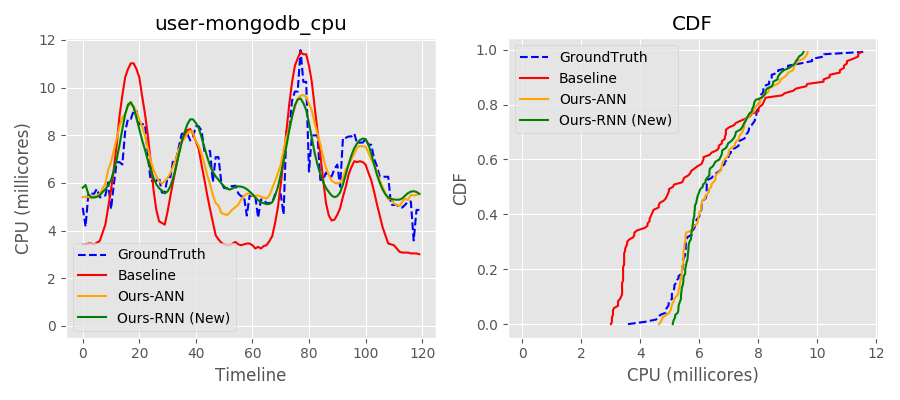 user-mongodb_cpu
CPU (millicores)
12
10
8
6
4
2
0
GroundTruth
Baseline
Ours-ANN
Ours-RNN (New)
0 20 40 60 80 100 120
Timeline
CDF
CDF
1.0
0.8
0.6
0.4
0.2
0.0
GroundTruth
Baseline
Ours-ANN
Ours-RNN (New)
0 2 4 6 8 10 12
CPU (millicores)